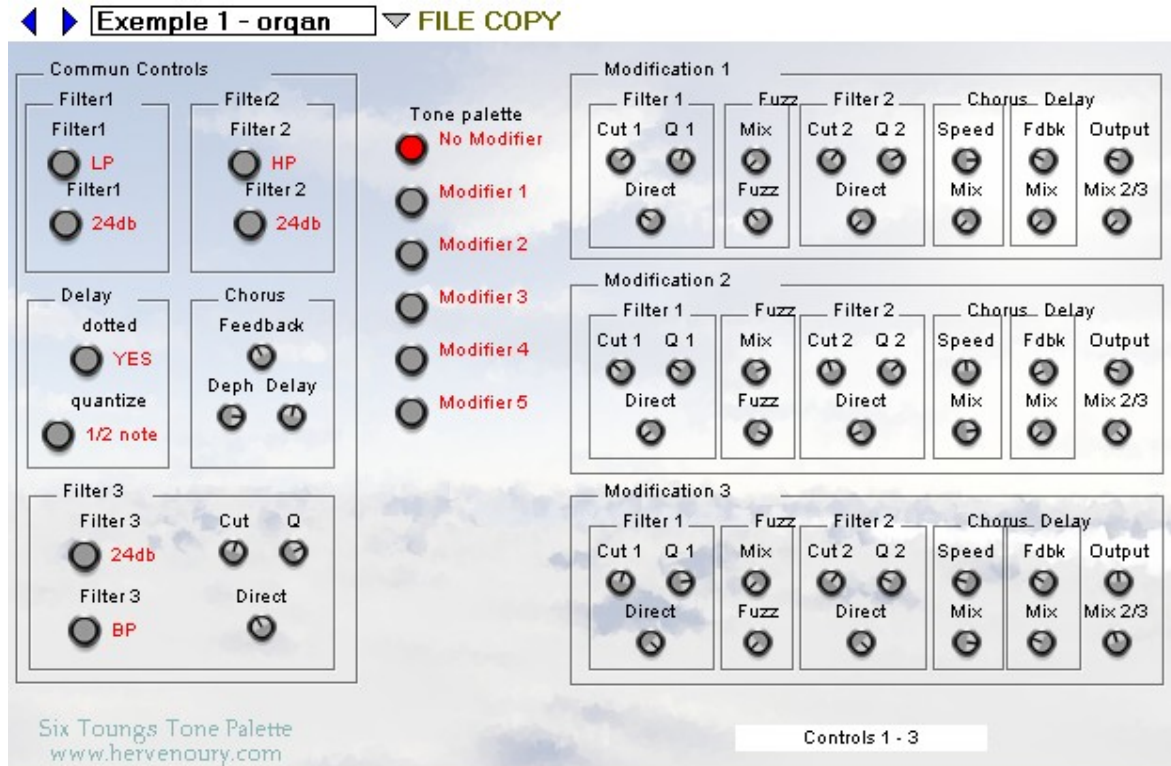 Exemple 1 - organ FILE COPY
Commun Controls
Filter1 Filter2
Filter1 Filter 2
LP HP
Filter1 Filter 2
24db 24db
Delay Chorus
dotted Feedback
YES
Deph Delay
quantize
1/2 note
Filter 3
Filter 3 Cut Q
24db
Filter 3 Direct
BP
Tone palette
No Modifier
Modifier 1
Modifier 2
Modifier 3
Modifier 4
Modifier 5
Modification 1
Filter 1 Fuzz Filter 2 Chorus Delay
Cut 1 Q 1 Mix Cut 2 Q 2 Speed Fdbk Output
Direct Fuzz Direct Mix Mix Mix 2/3
Modification 2
Filter 1 Fuzz Filter 2 Chorus Delay
Cut 1 Q 1 Mix Cut 2 Q 2 Speed Fdbk Output
Direct Fuzz Direct Mix Mix Mix 2/3
Modification 3
Filter 1 Fuzz Filter 2 Chorus Delay
Cut 1 Q 1 Mix Cut 2 Q 2 Speed Fdbk Output
Direct Fuzz Direct Mix Mix Mix 2/3
Six Toungs Tone Palette
www.hervenoury.com
Controls 1 - 3